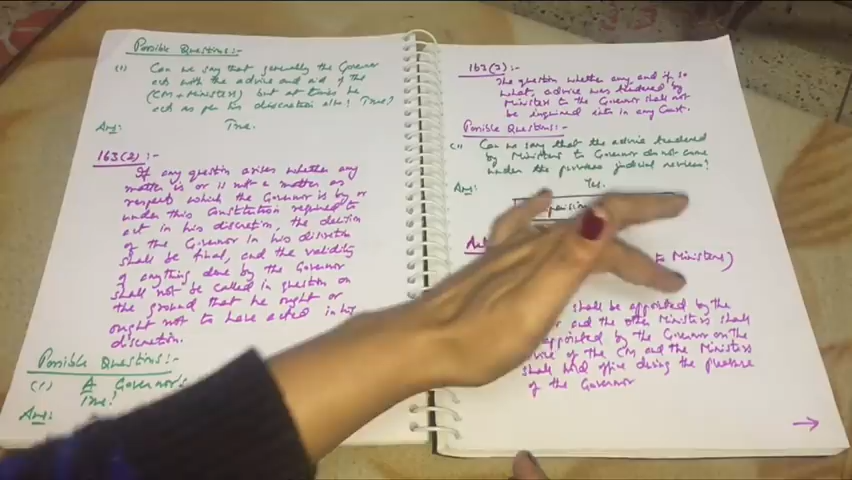 Possible Questions:-
(1) Can we say that generally the Governor
acts with the advice and aid of the
(CM + Ministers) but at times he
acts as per his discretion also! True?
Ans: True.
163(2):-
If any question arises whether any
matter is or is not a matter as
respect which the Governor is by or
under this constitution required to
act in his discretion, the decision
of the Governor in his discretion
shall be final, and the validity
of anything done by the Governor
shall not be called in question on
the ground that he ought or
ought not to have acted in his
discretion.
Possible Questions:-
(1) A Governor's
True?
Ans:
163(3):-
The question whether any, and if so
what, advice was tendered by
Ministers to the Governor shall not
be inquired into in any Court.
Possible Questions:-
(1) Can we say that the advice tendered
by Ministers to Governor do not come
under the purview judicial review?
Ans: Yes.
to Ministers)
shall be appointed by the
and the other Ministers shall
appointed by the Governor on the
of the CM and the Ministers
shall hold office during the pleasure
of the Governor
→